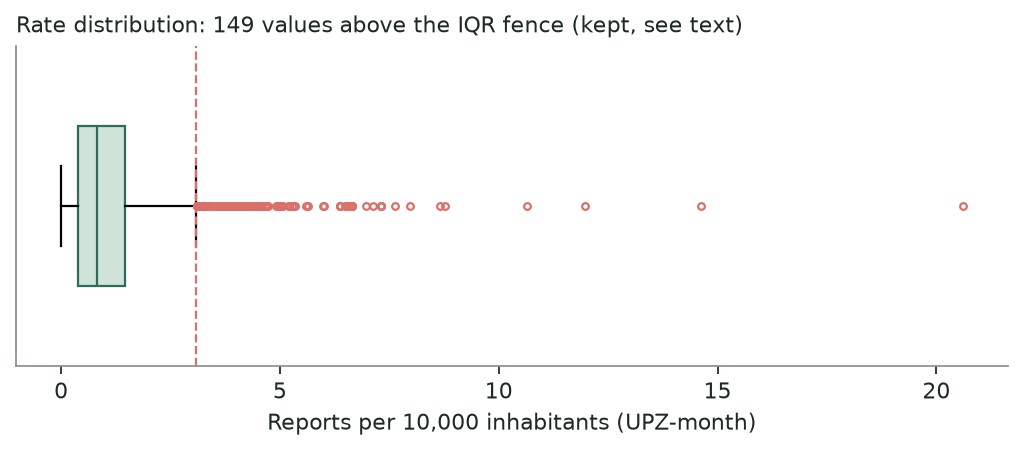 Rate distribution: 149 values above the IQR fence (kept, see text)
0 5 10 15 20
Reports per 10,000 inhabitants (UPZ-month)